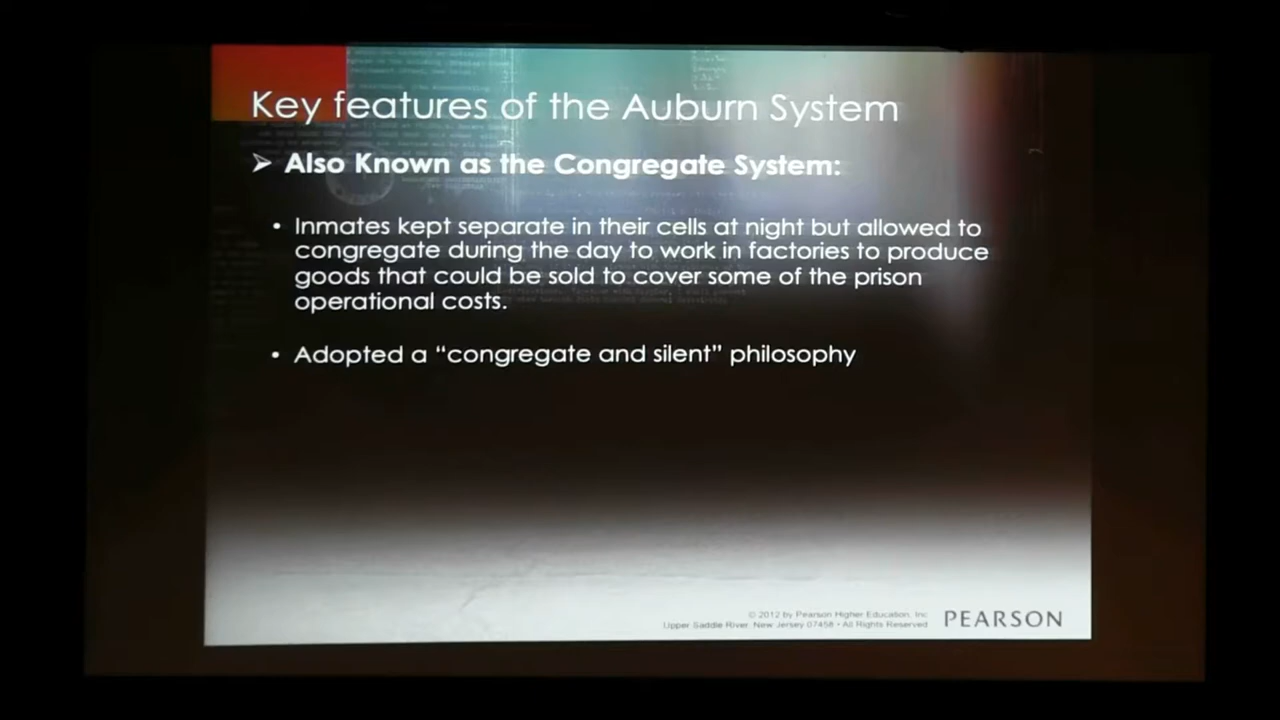 Key features of the Auburn System
➢ Also Known as the Congregate System:
• Inmates kept separate in their cells at night but allowed to
congregate during the day to work in factories to produce
goods that could be sold to cover some of the prison
operational costs.
• Adopted a “congregate and silent” philosophy
© 2012 by Pearson Higher Education, Inc
Upper Saddle River, New Jersey 07458 • All Rights Reserved
PEARSON